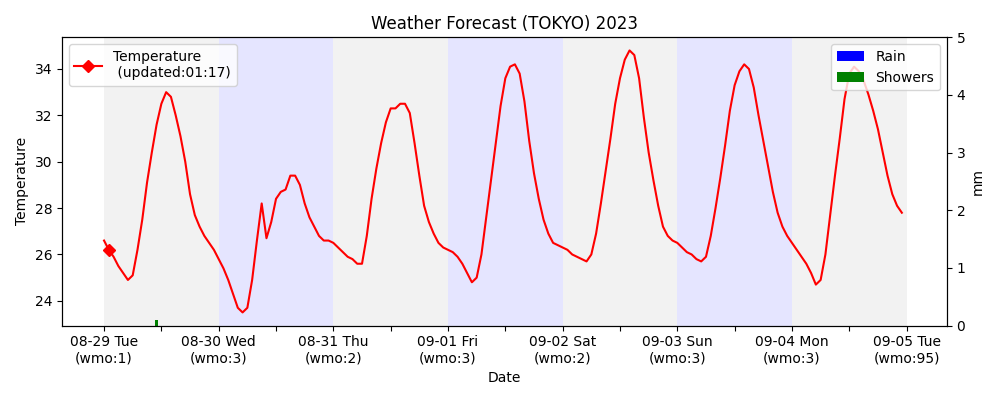 Weather Forecast (TOKYO) 2023
Temperature
(updated:01:17)
Rain
Showers
Temperature
34
32
30
28
26
24
5
4
3
2
1
0
mm
08-29 Tue
(wmo:1)
08-30 Wed
(wmo:3)
08-31 Thu
(wmo:2)
09-01 Fri
(wmo:3)
09-02 Sat
(wmo:2)
09-03 Sun
(wmo:3)
09-04 Mon
(wmo:3)
09-05 Tue
(wmo:95)
Date